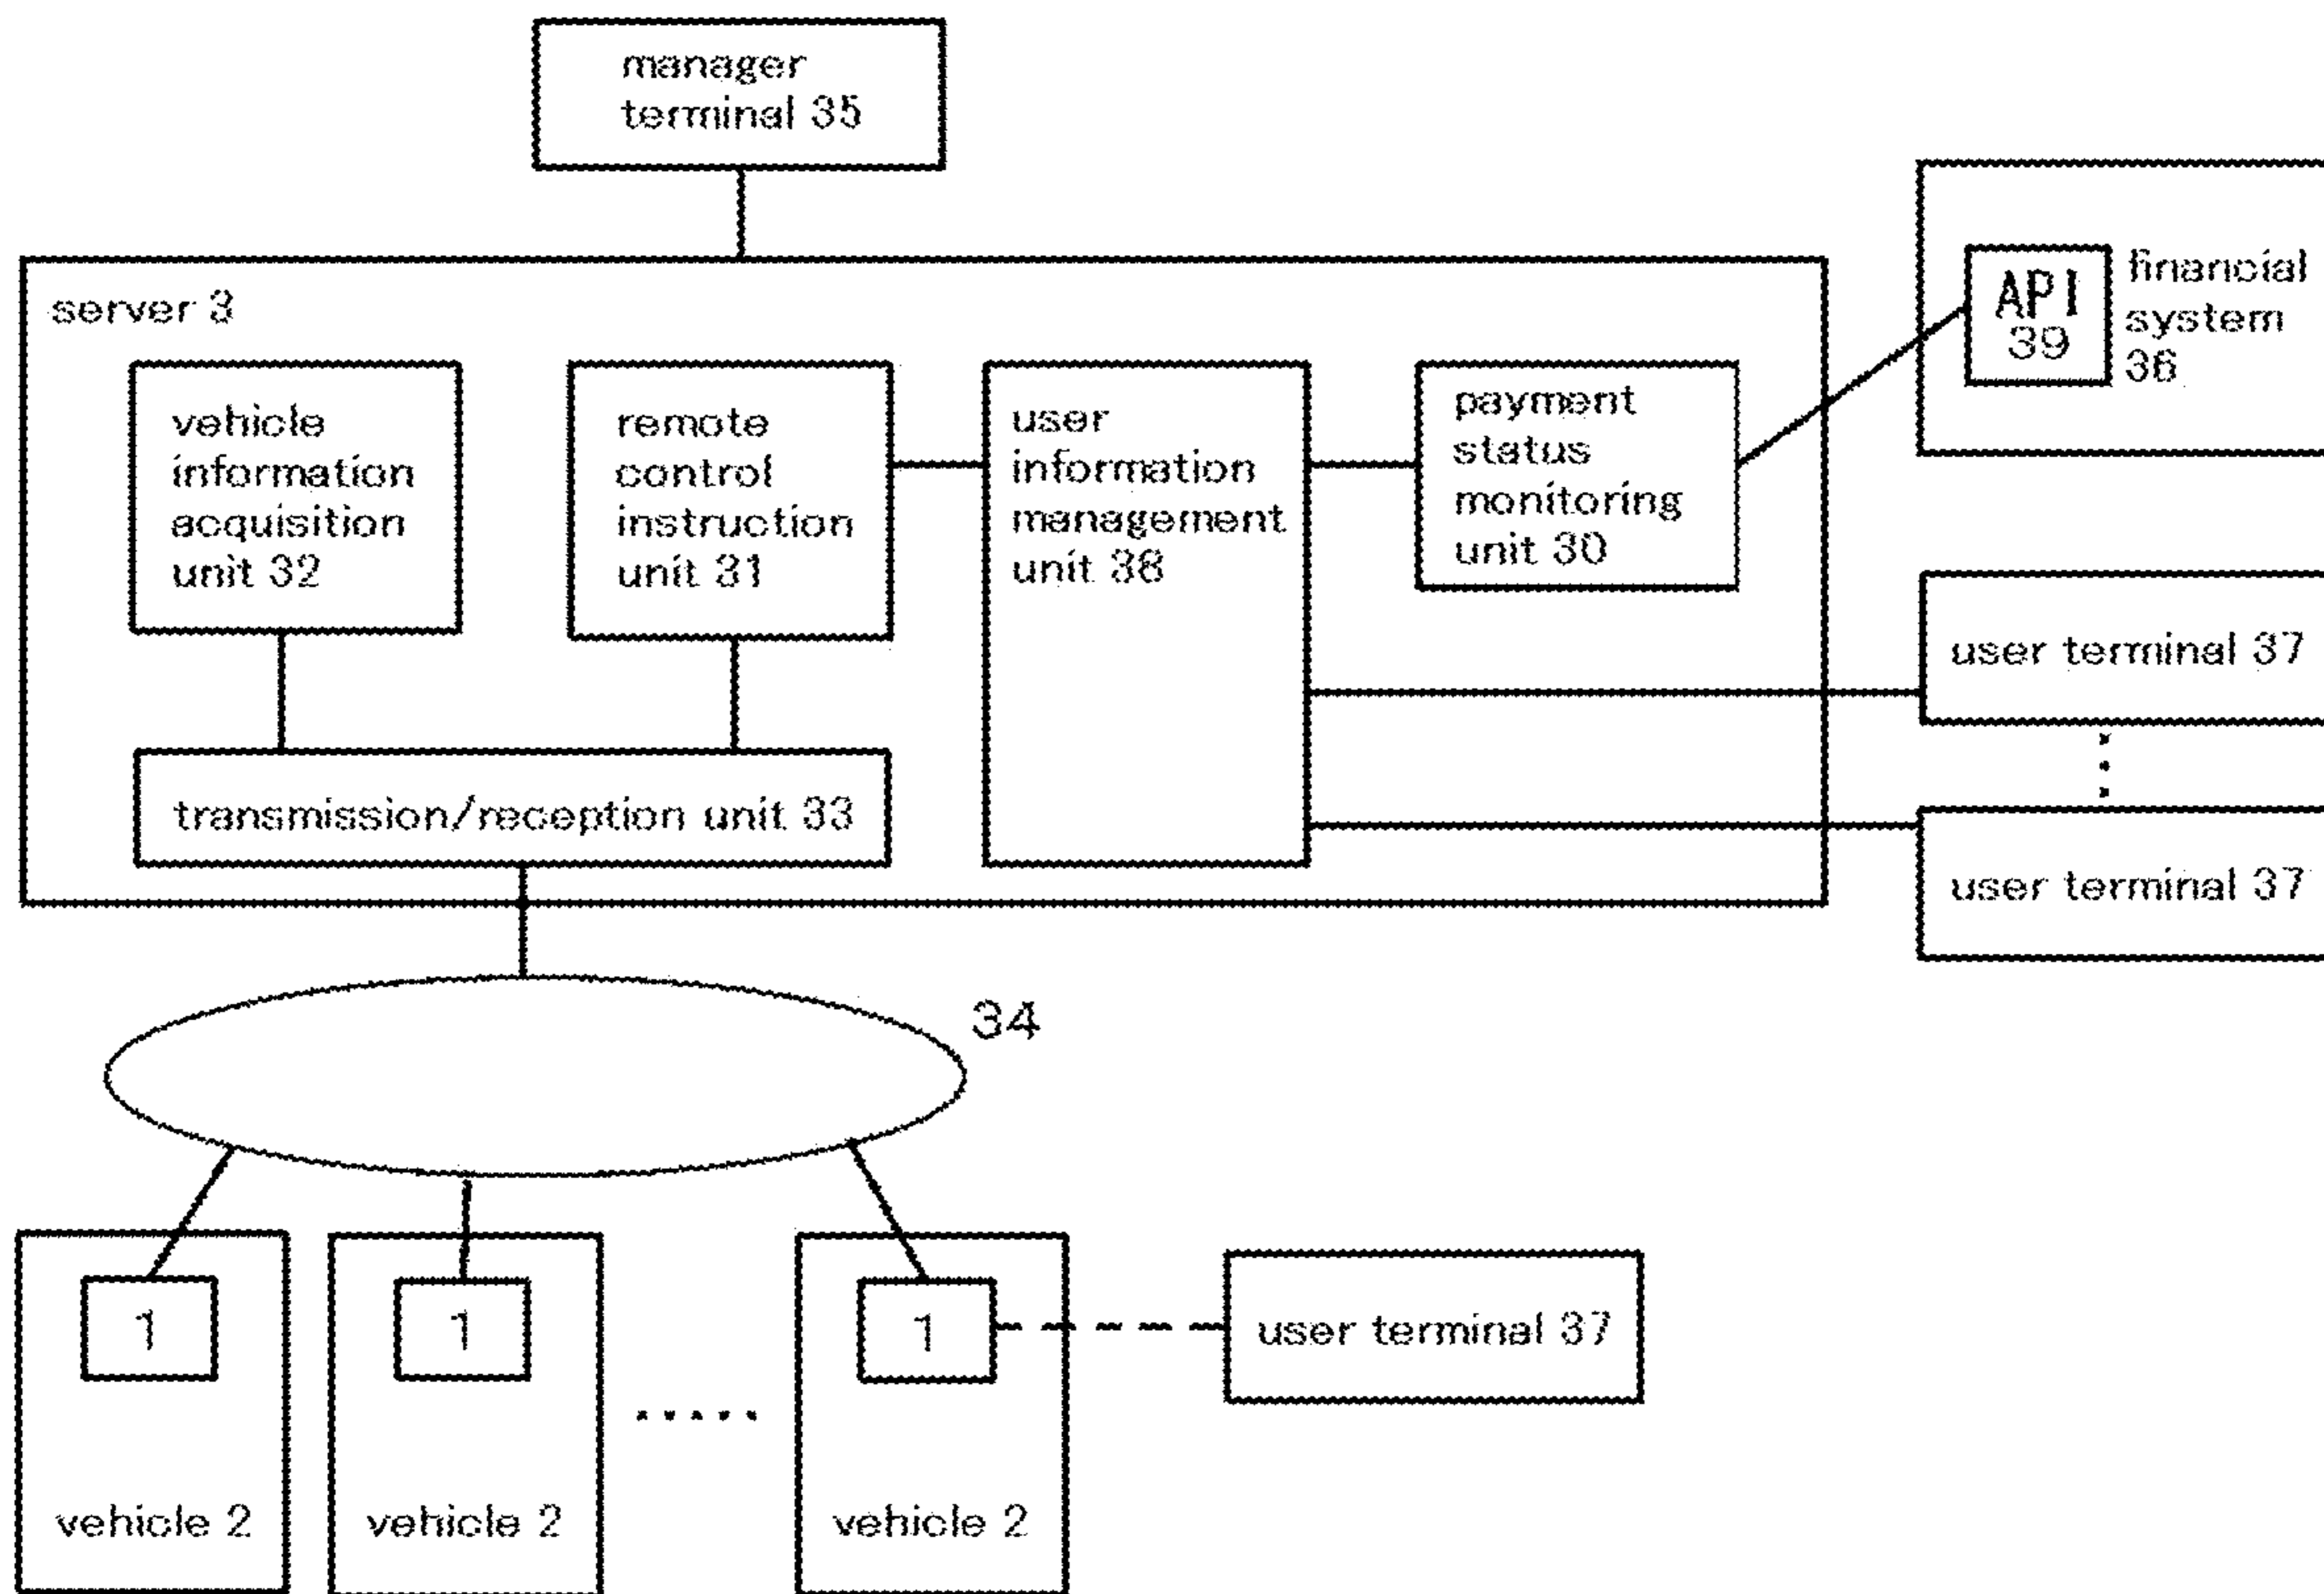 manager
terminal 35
server 3
vehicle
information
acquisition
unit 32
remote
control
instruction
unit 31
user
information
management
unit 38
payment
status
monitoring
unit 30
API
39
financial
system
36
user terminal 37
user terminal 37
transmission/reception unit 33
34
1
1
1
user terminal 37
vehicle 2
vehicle 2
vehicle 2